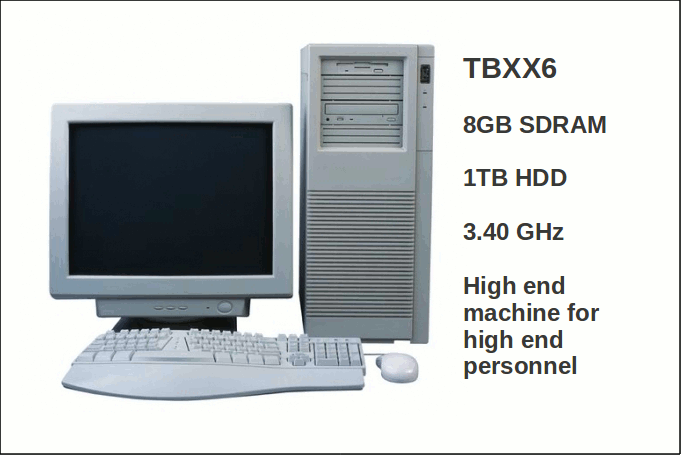 TBXX6
8GB SDRAM
1TB HDD
3.40 GHz
High end
machine for
high end
personnel